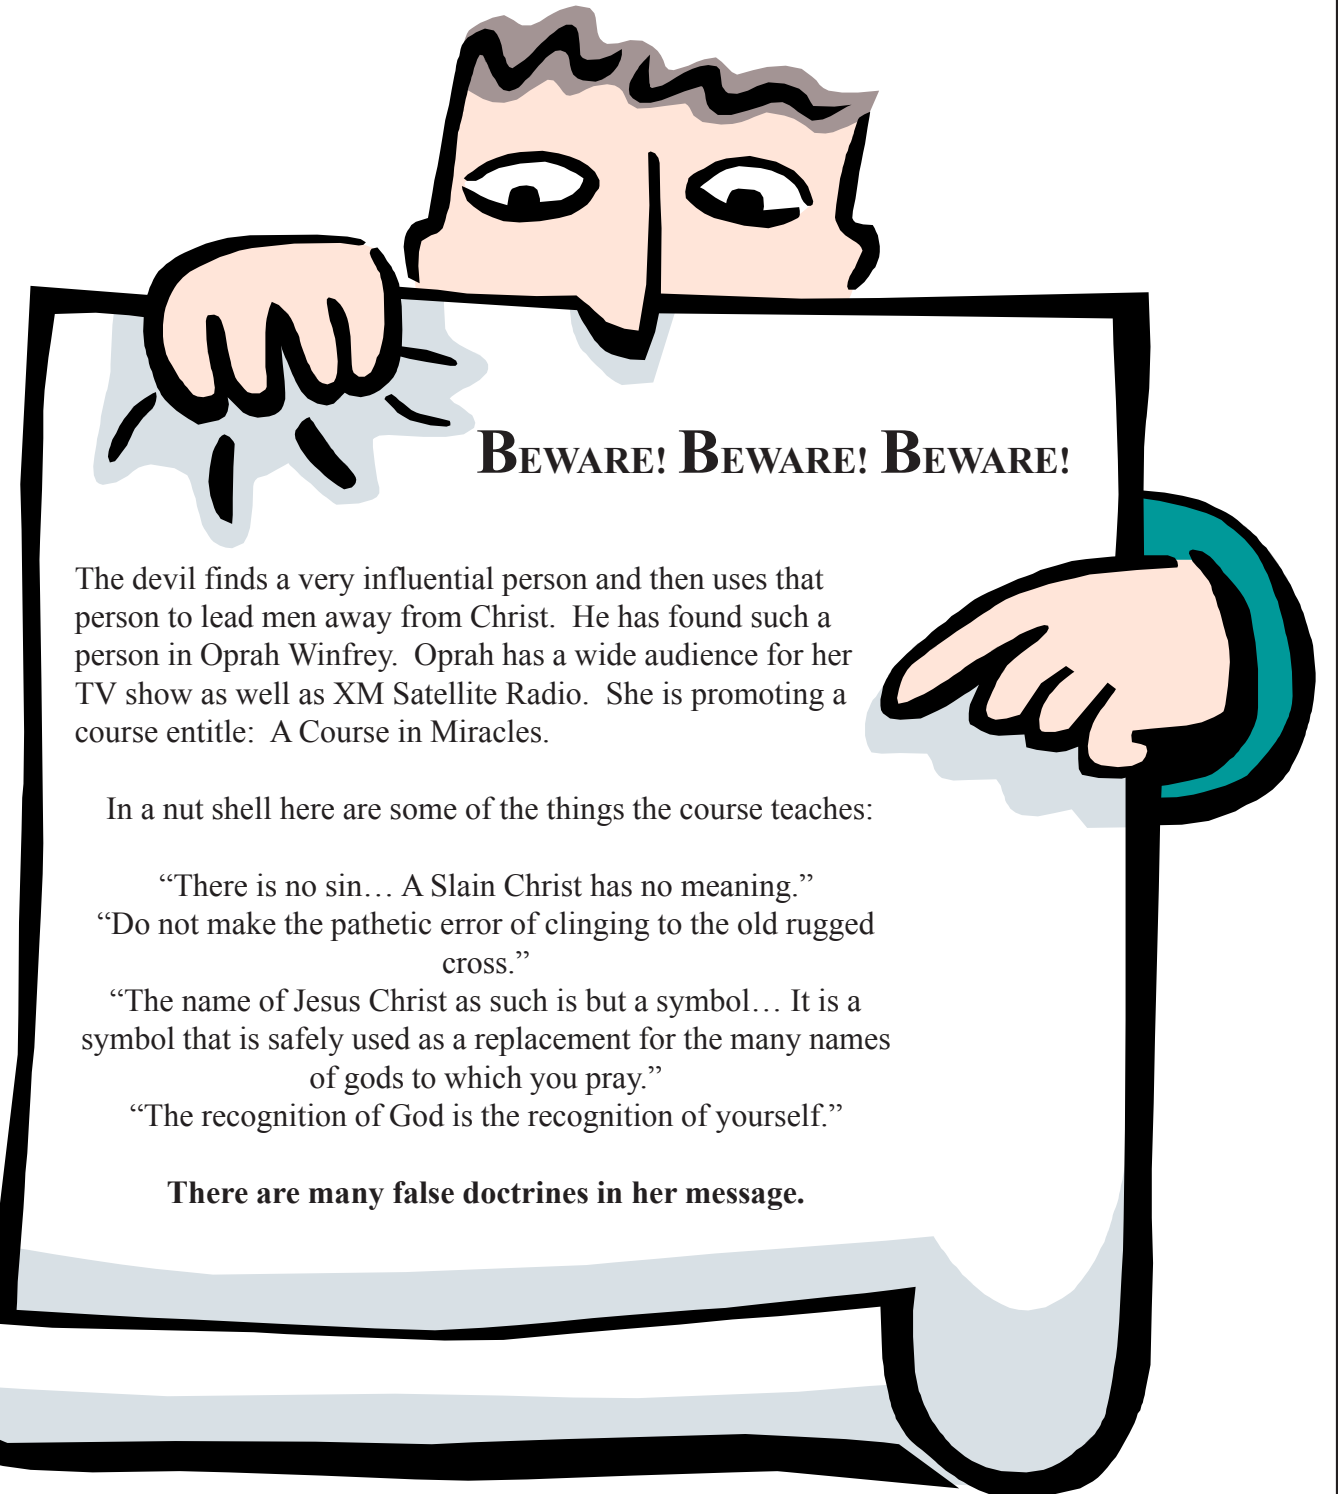 BEWARE! BEWARE! BEWARE!
The devil finds a very influential person and then uses that
person to lead men away from Christ.  He has found such a
person in Oprah Winfrey.  Oprah has a wide audience for her
TV show as well as XM Satellite Radio.  She is promoting a
course entitle:  A Course in Miracles.
In a nut shell here are some of the things the course teaches:
“There is no sin… A Slain Christ has no meaning.”
“Do not make the pathetic error of clinging to the old rugged
cross.”
“The name of Jesus Christ as such is but a symbol… It is a
symbol that is safely used as a replacement for the many names
of gods to which you pray.”
“The recognition of God is the recognition of yourself.”
There are many false doctrines in her message.